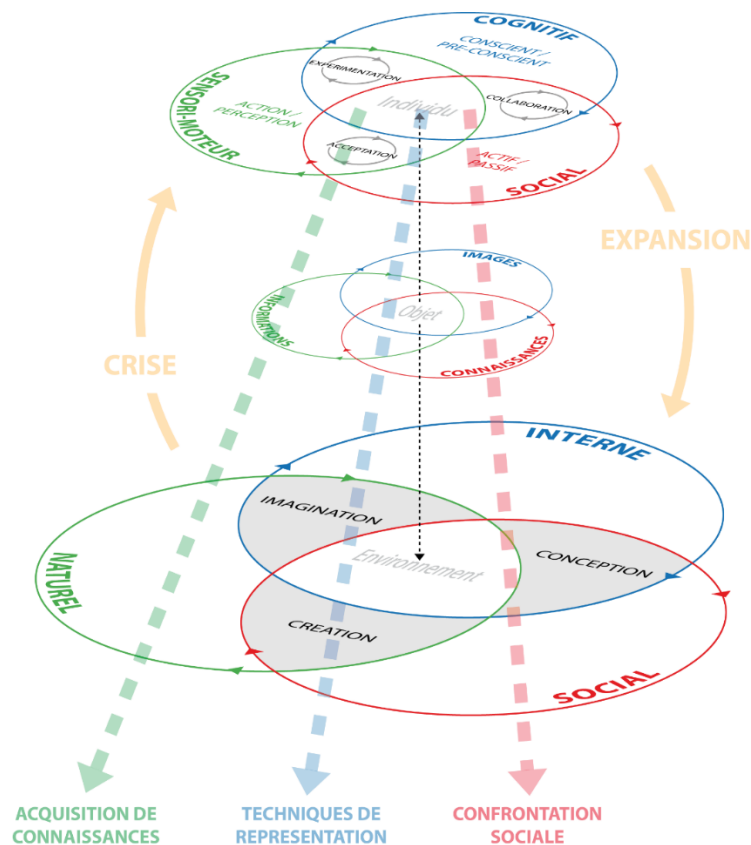 COGNITIF
CONSCIENT /
PRE-CONSCIENT
EXPERIMENTATION
COLLABORATION
SENSORI-MOTEUR
ACTION /
PERCEPTION
Individu
ACCEPTATION
ACTIF /
PASSIF
SOCIAL
EXPANSION
IMAGES
INFORMATIONS
Objet
CONNAISSANCES
CRISE
INTERNE
IMAGINATION
CONCEPTION
Environnement
NATUREL
CREATION
SOCIAL
ACQUISITION DE
CONNAISSANCES
TECHNIQUES DE
REPRESENTATION
CONFRONTATION
SOCIALE